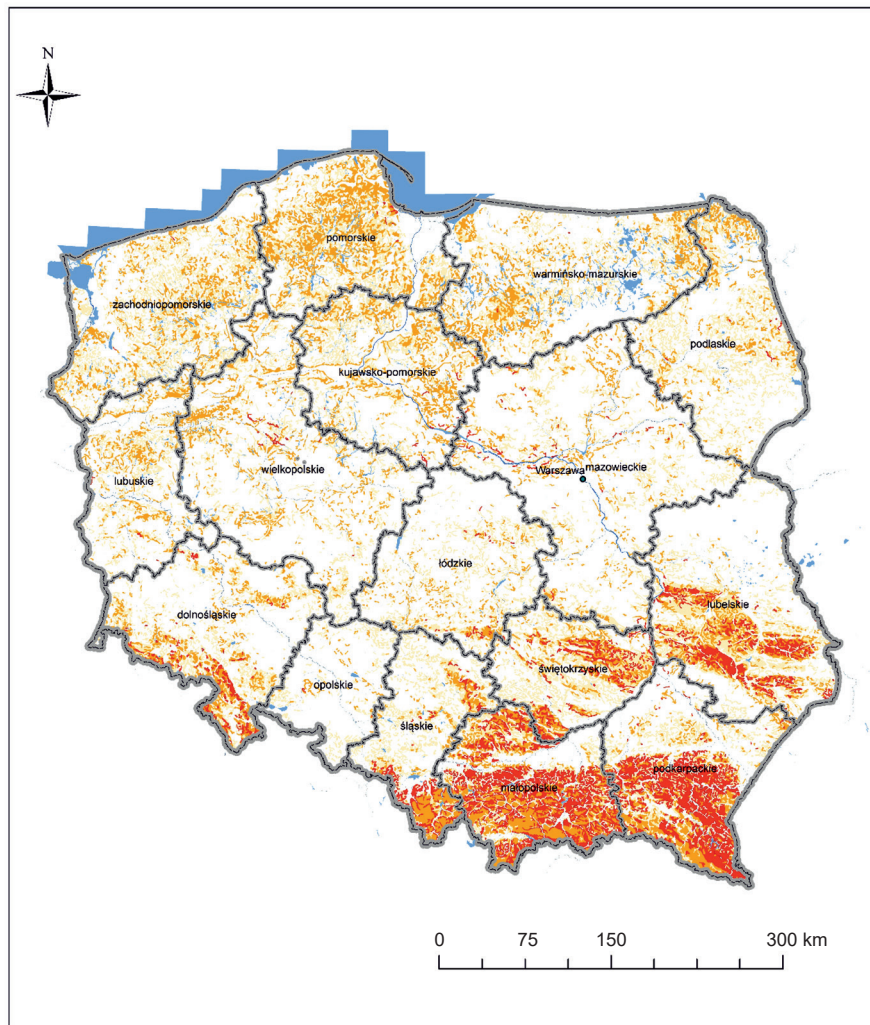 N
pomorskie
warmińsko-mazurskie
zachodniopomorskie
podlaskie
kujawsko-pomorskie
wielkopolskie
Warszawa mazowieckie
lubuskie
łódzkie
lubelskie
dolnośląskie
świętokrzyskie
opolskie
śląskie
podkarpackie
małopolskie
0 75 150 300 km